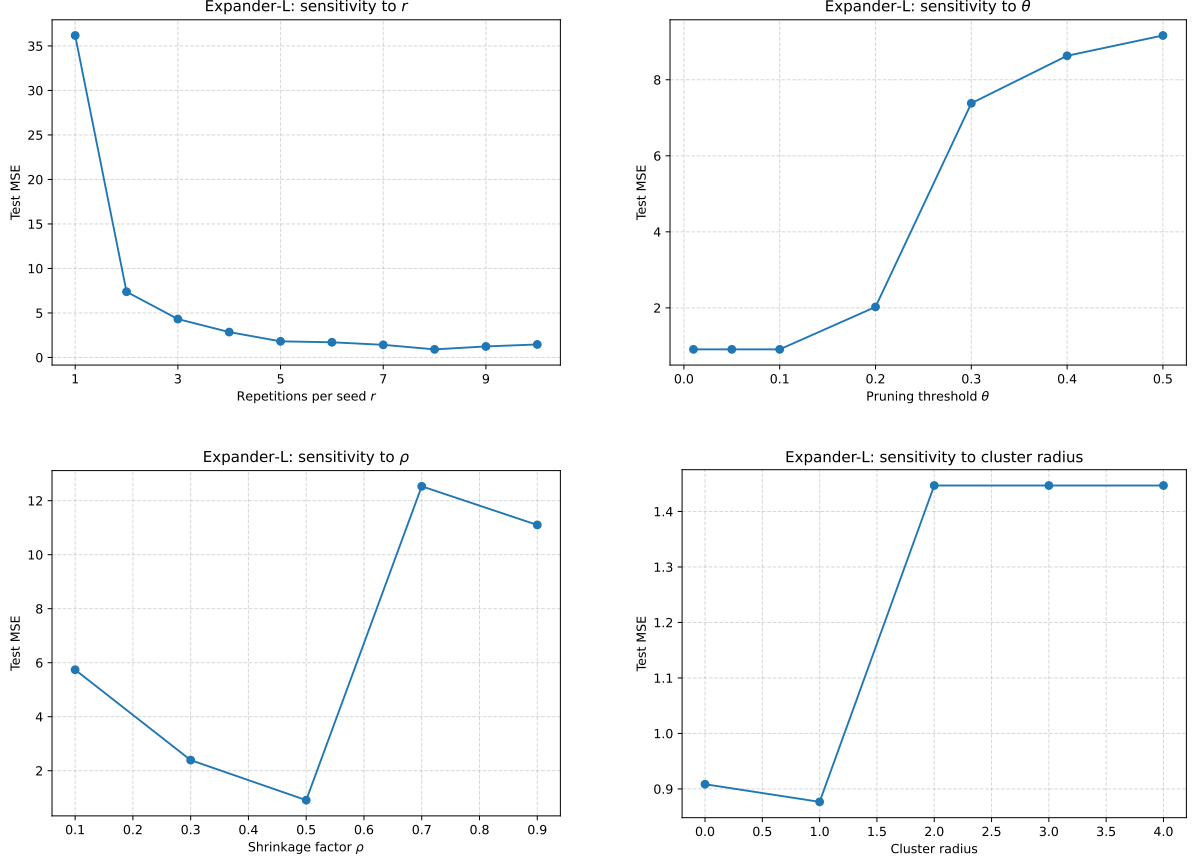 Expander-L: sensitivity to r
Test MSE
35
30
25
20
15
10
5
0
1 3 5 7 9
Repetitions per seed r
Expander-L: sensitivity to θ
Test MSE
8
6
4
2
0.0 0.1 0.2 0.3 0.4 0.5
Pruning threshold θ
Expander-L: sensitivity to ρ
Test MSE
12
10
8
6
4
2
0.1 0.2 0.3 0.4 0.5 0.6 0.7 0.8 0.9
Shrinkage factor ρ
Expander-L: sensitivity to cluster radius
Test MSE
1.4
1.3
1.2
1.1
1.0
0.9
0.0 0.5 1.0 1.5 2.0 2.5 3.0 3.5 4.0
Cluster radius